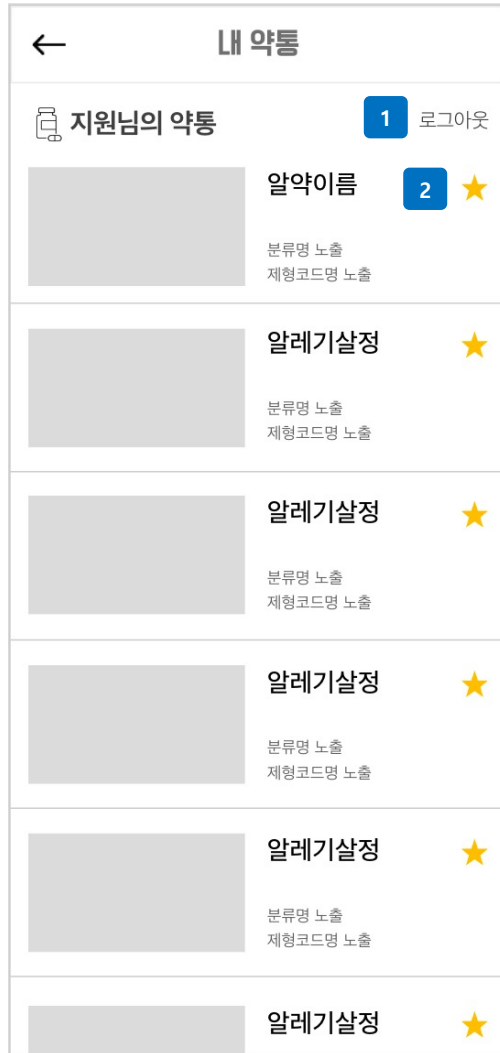 내 약통
지원님의 약통
1 로그아웃
알약이름 2
분류명 노출
제형코드명 노출
알레기살정
분류명 노출
제형코드명 노출
알레기살정
분류명 노출
제형코드명 노출
알레기살정
분류명 노출
제형코드명 노출
알레기살정
분류명 노출
제형코드명 노출
알레기살정